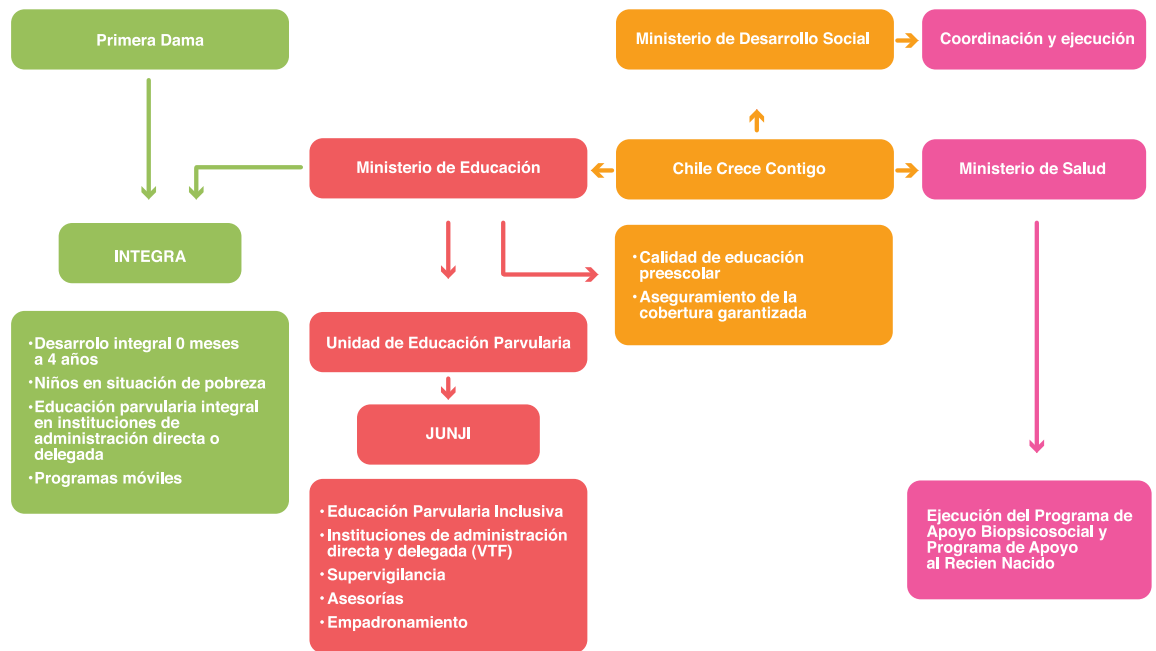 Primera Dama
Ministerio de Desarrollo Social
Coordinación y ejecución
Ministerio de Educación
Chile Crece Contigo
Ministerio de Salud
INTEGRA
·Calidad de educación
preescolar
·Aseguramiento de la
cobertura garantizada
·Desarrolo integral 0 meses
a 4 años
·Niños en situación de pobreza
·Educación parvularia integral
en instituciones de
administración directa o
delegada
·Programas móviles
Unidad de Educación Parvularia
JUNJI
·Educación Parvularia Inclusiva
·Instituciones de administración
directa y delegada (VTF)
·Supervigilancia
·Asesorías
·Empadronamiento
Ejecución del Programa de
Apoyo Biopsicosocial y
Programa de Apoyo
al Recien Nacido